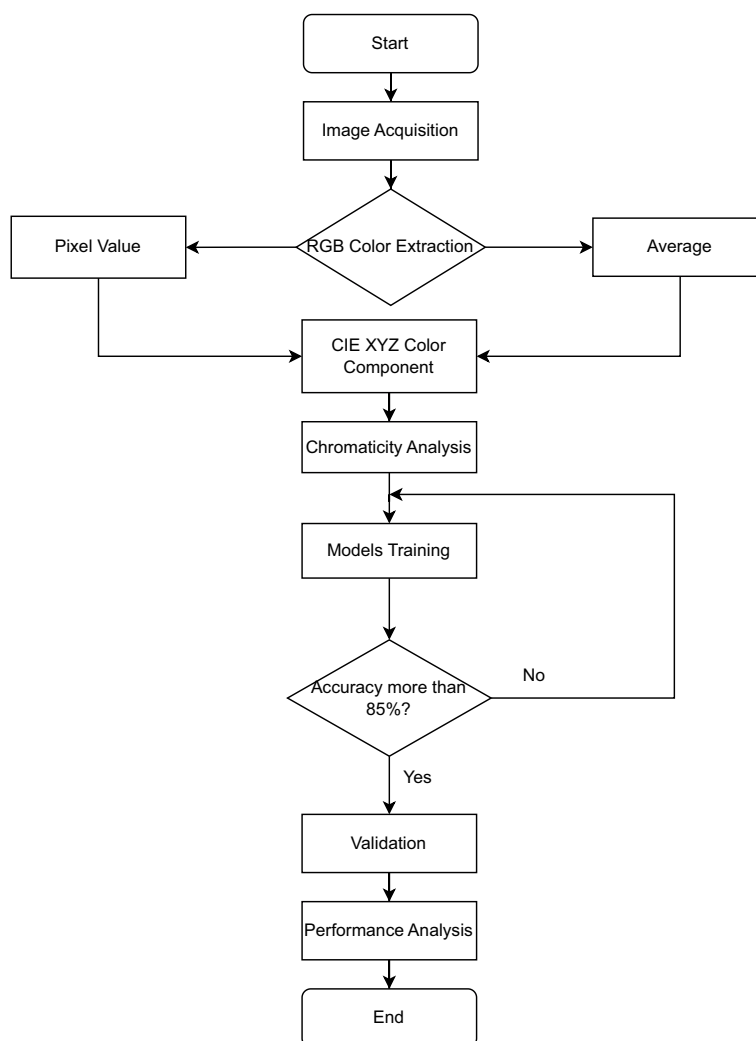 Start
Image Acquisition
Pixel Value
RGB Color Extraction
Average
CIE XYZ Color
Component
Chromaticity Analysis
Models Training
Accuracy more than
85%?
No
Yes
Validation
Performance Analysis
End